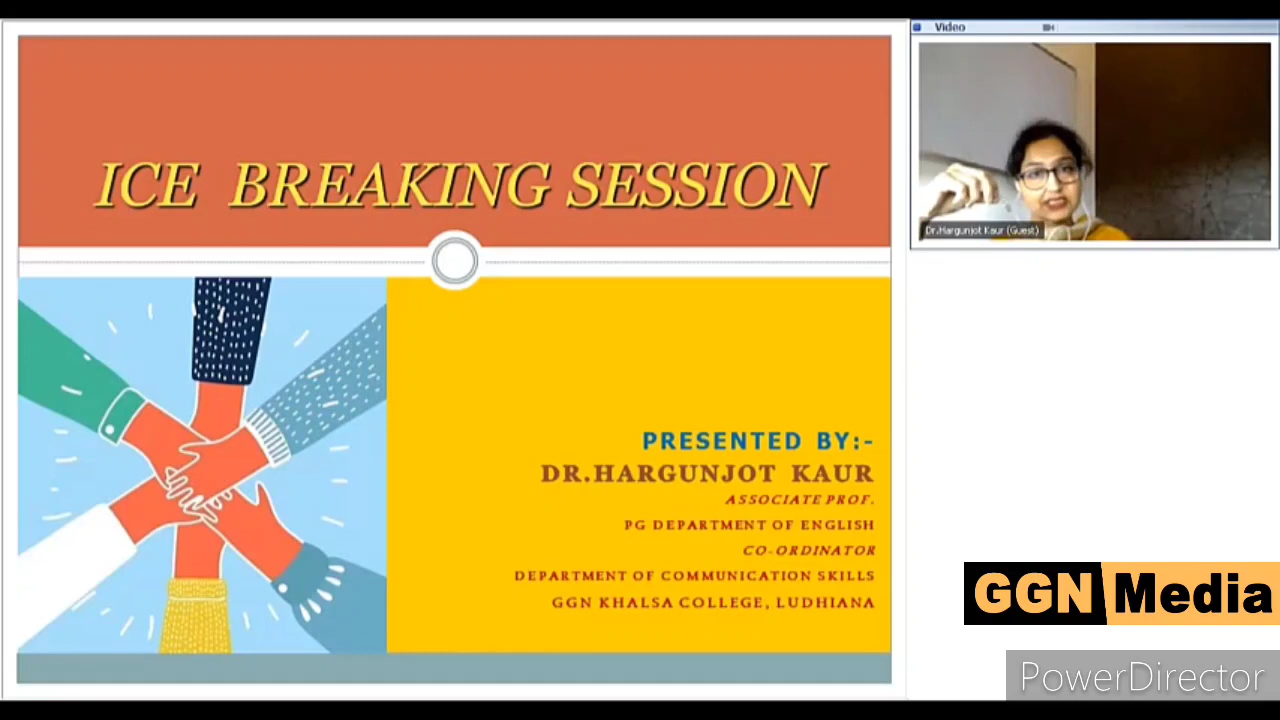 ICE BREAKING SESSION
PRESENTED BY:-
DR.HARGUNJOT KAUR
ASSOCIATE PROF.
PG DEPARTMENT OF ENGLISH
CO-ORDINATOR
DEPARTMENT OF COMMUNICATION SKILLS
GGN KHALSA COLLEGE, LUDHIANA
Video
Dr.Hargunjot Kaur (Guest)
GGN Media
PowerDirector